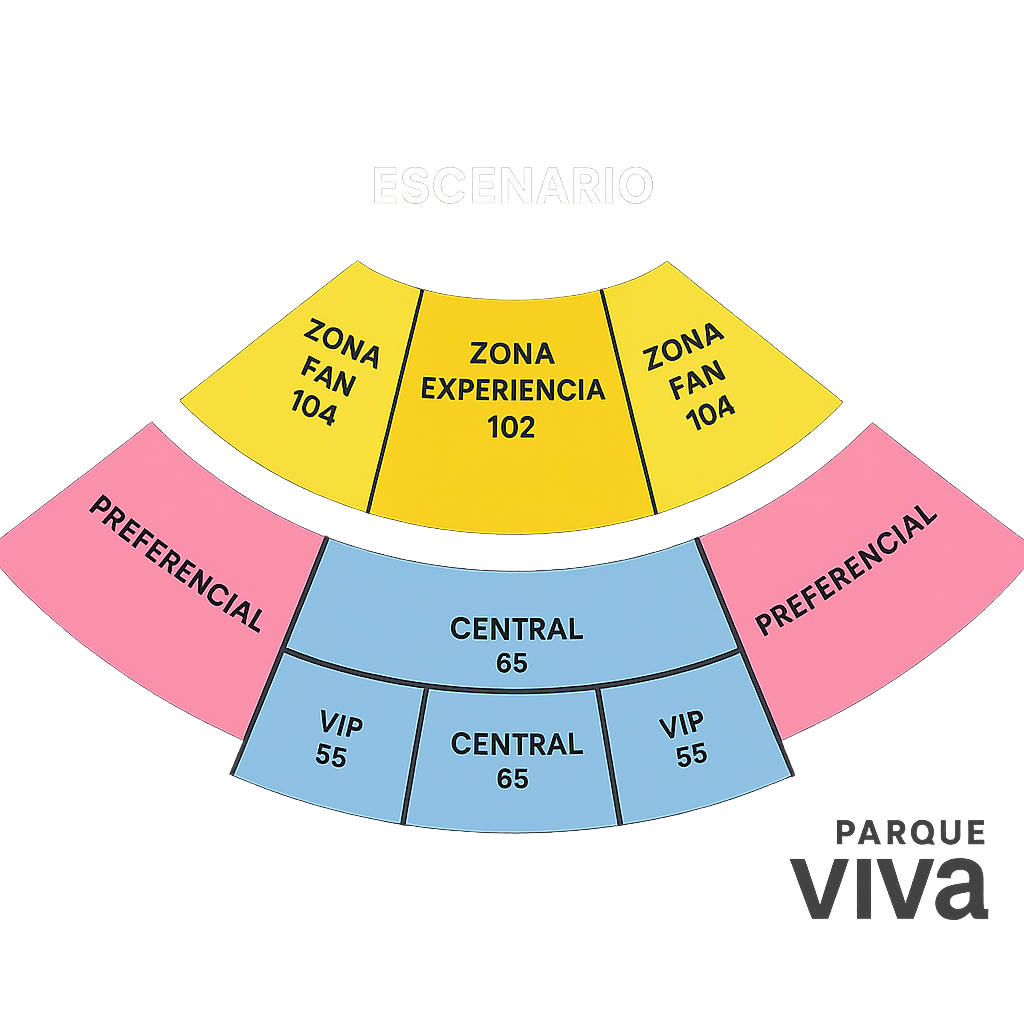 ESCENARIO
ZONA
FAN
104
ZONA
EXPERIENCIA
102
ZONA
FAN
104
PREFERENCIAL
CENTRAL
65
PREFERENCIAL
VIP
55
CENTRAL
65
VIP
55
PARQUE
viva